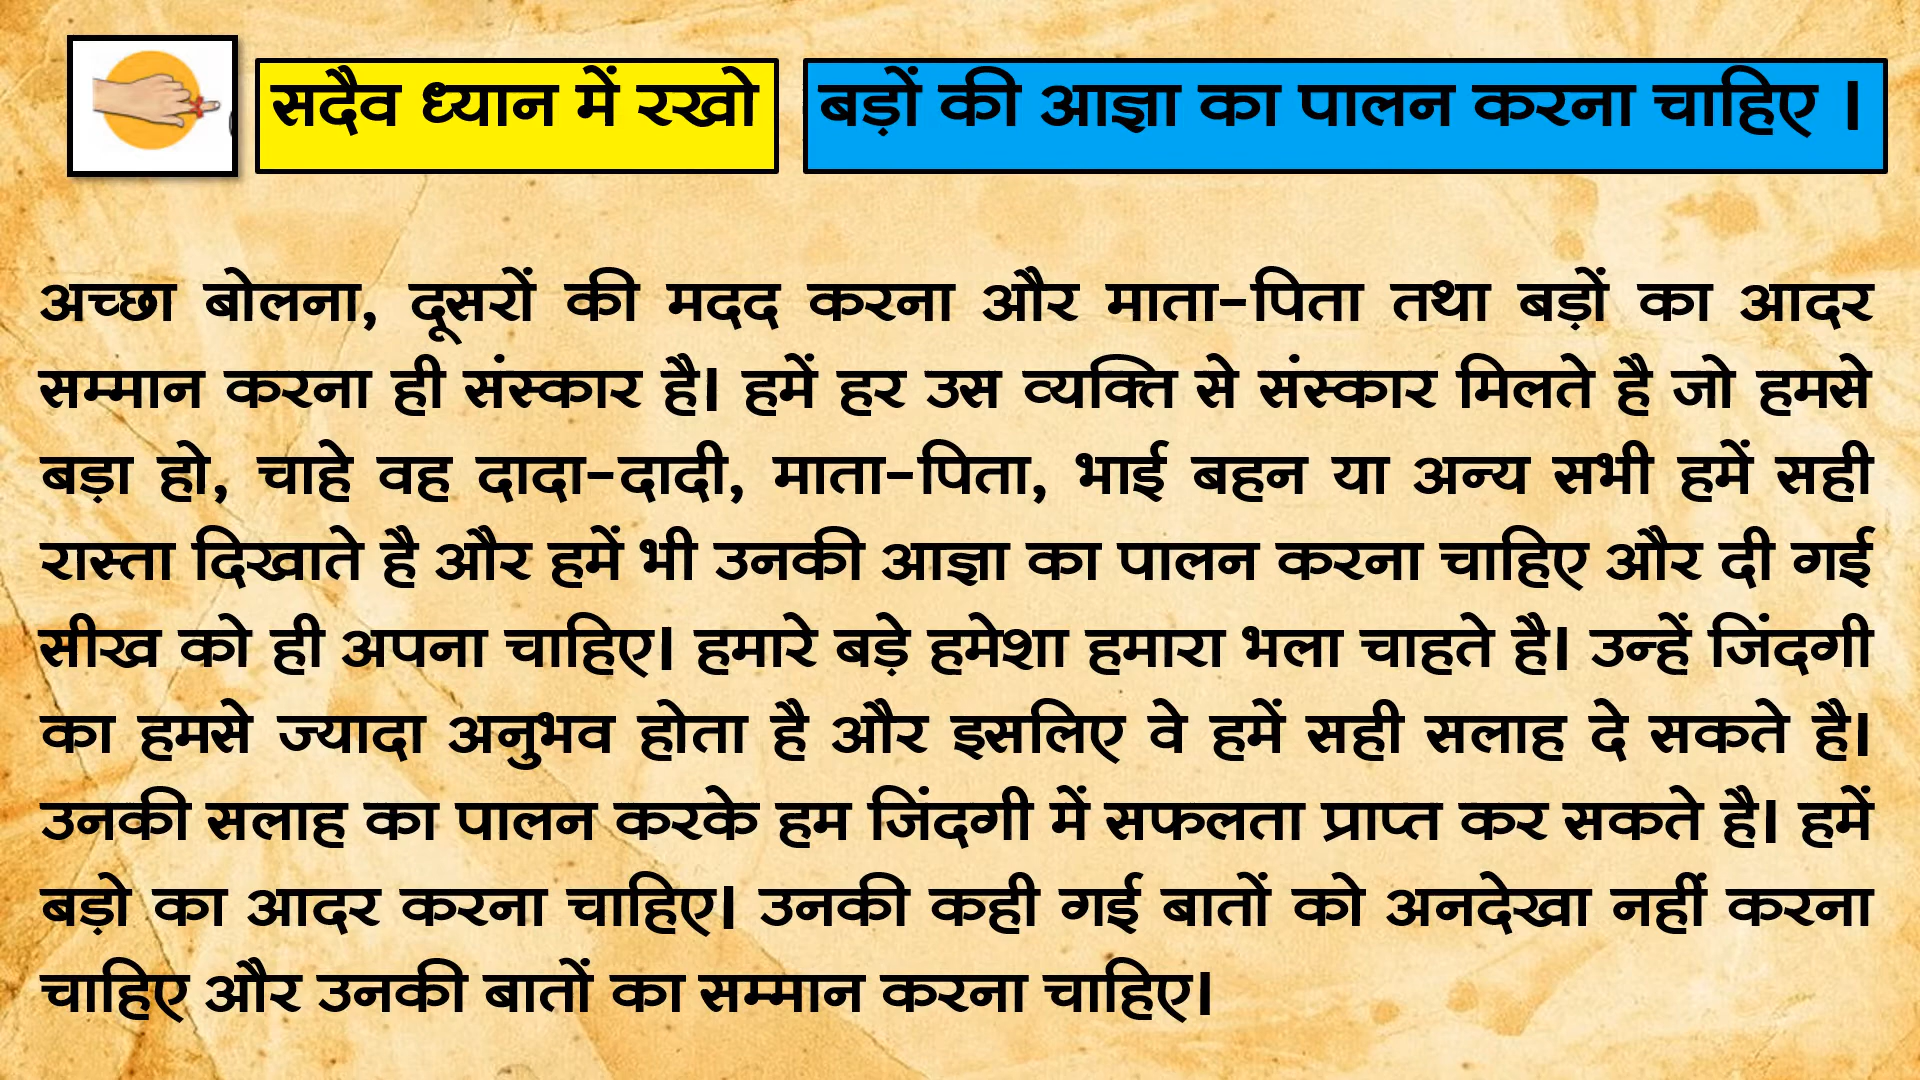 सदैव ध्यान में रखो
बड़ों की आज्ञा का पालन करना चाहिए ।
अच्छा बोलना, दूसरों की मदद करना और माता-पिता तथा बड़ों का आदर
सम्मान करना ही संस्कार है। हमें हर उस व्यक्ति से संस्कार मिलते है जो हमसे
बड़ा हो, चाहे वह दादा-दादी, माता-पिता, भाई बहन या अन्य सभी हमें सही
रास्ता दिखाते है और हमें भी उनकी आज्ञा का पालन करना चाहिए और दी गई
सीख को ही अपना चाहिए। हमारे बड़े हमेशा हमारा भला चाहते है। उन्हें जिंदगी
का हमसे ज्यादा अनुभव होता है और इसलिए वे हमें सही सलाह दे सकते है।
उनकी सलाह का पालन करके हम जिंदगी में सफलता प्राप्त कर सकते है। हमें
बड़ो का आदर करना चाहिए। उनकी कही गई बातों को अनदेखा नहीं करना
चाहिए और उनकी बातों का सम्मान करना चाहिए।